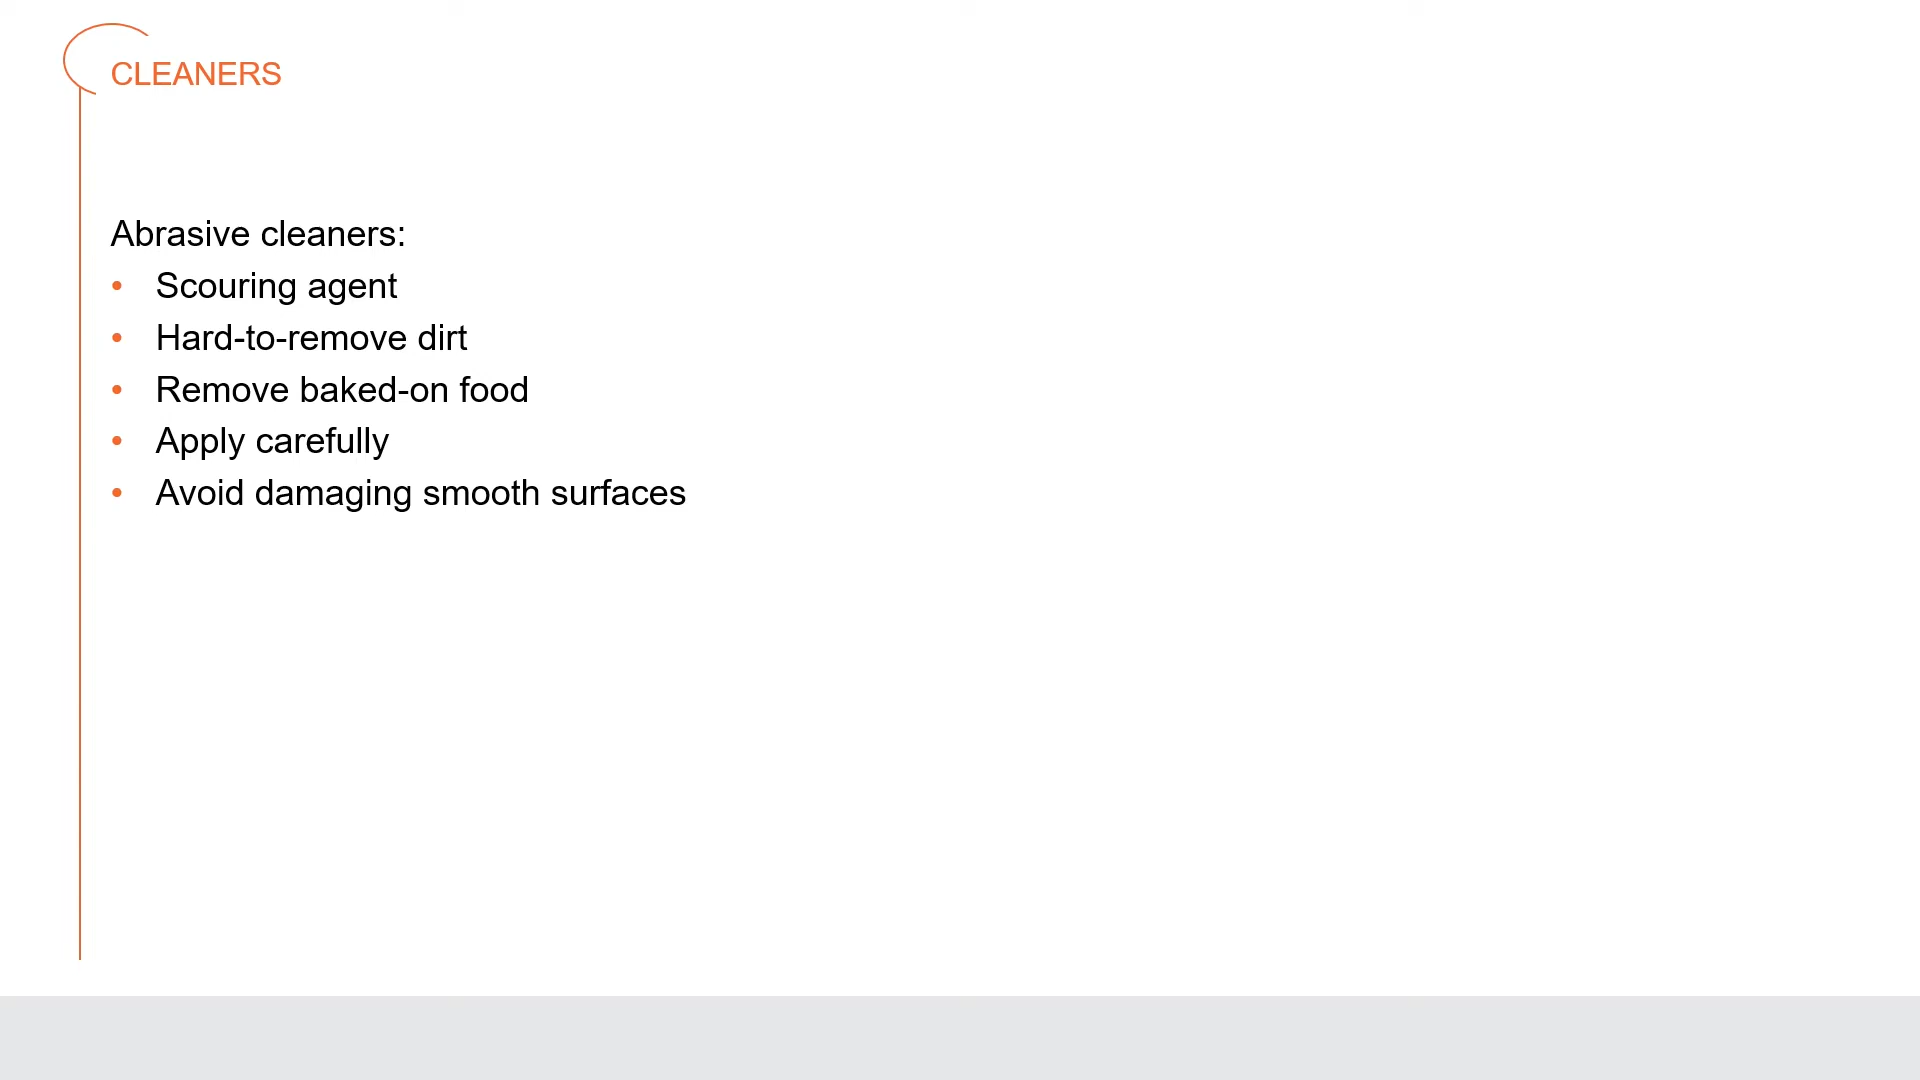 CLEANERS
Abrasive cleaners:
• Scouring agent
• Hard-to-remove dirt
• Remove baked-on food
• Apply carefully
• Avoid damaging smooth surfaces